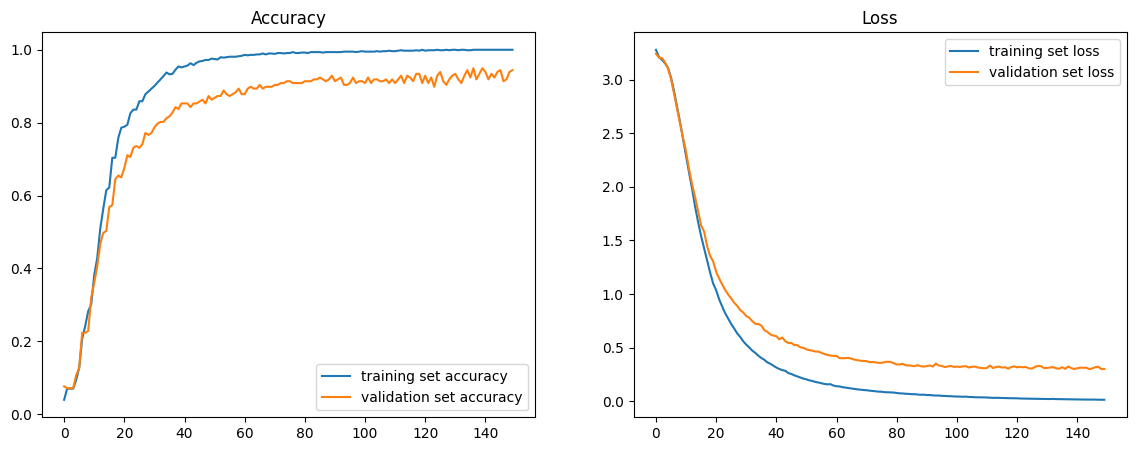 Accuracy
1.0
0.8
0.6
0.4
0.2
0.0
training set accuracy
validation set accuracy
0 20 40 60 80 100 120 140
Loss
3.0
2.5
2.0
1.5
1.0
0.5
0.0
training set loss
validation set loss
0 20 40 60 80 100 120 140